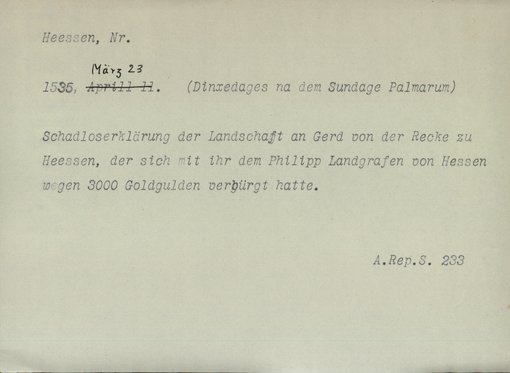 Heessen, Nr.
März 23
1535, Aprill 11. (Dinxedages na dem Sundage Palmarum)
Schadloserklärung der Landschaft an Gerd von der Recke zu
Heessen, der sich mit ihr dem Philipp Landgrafen von Hessen
wegen 3000 Goldgulden verbürgt hatte.
A.Rep.S. 233